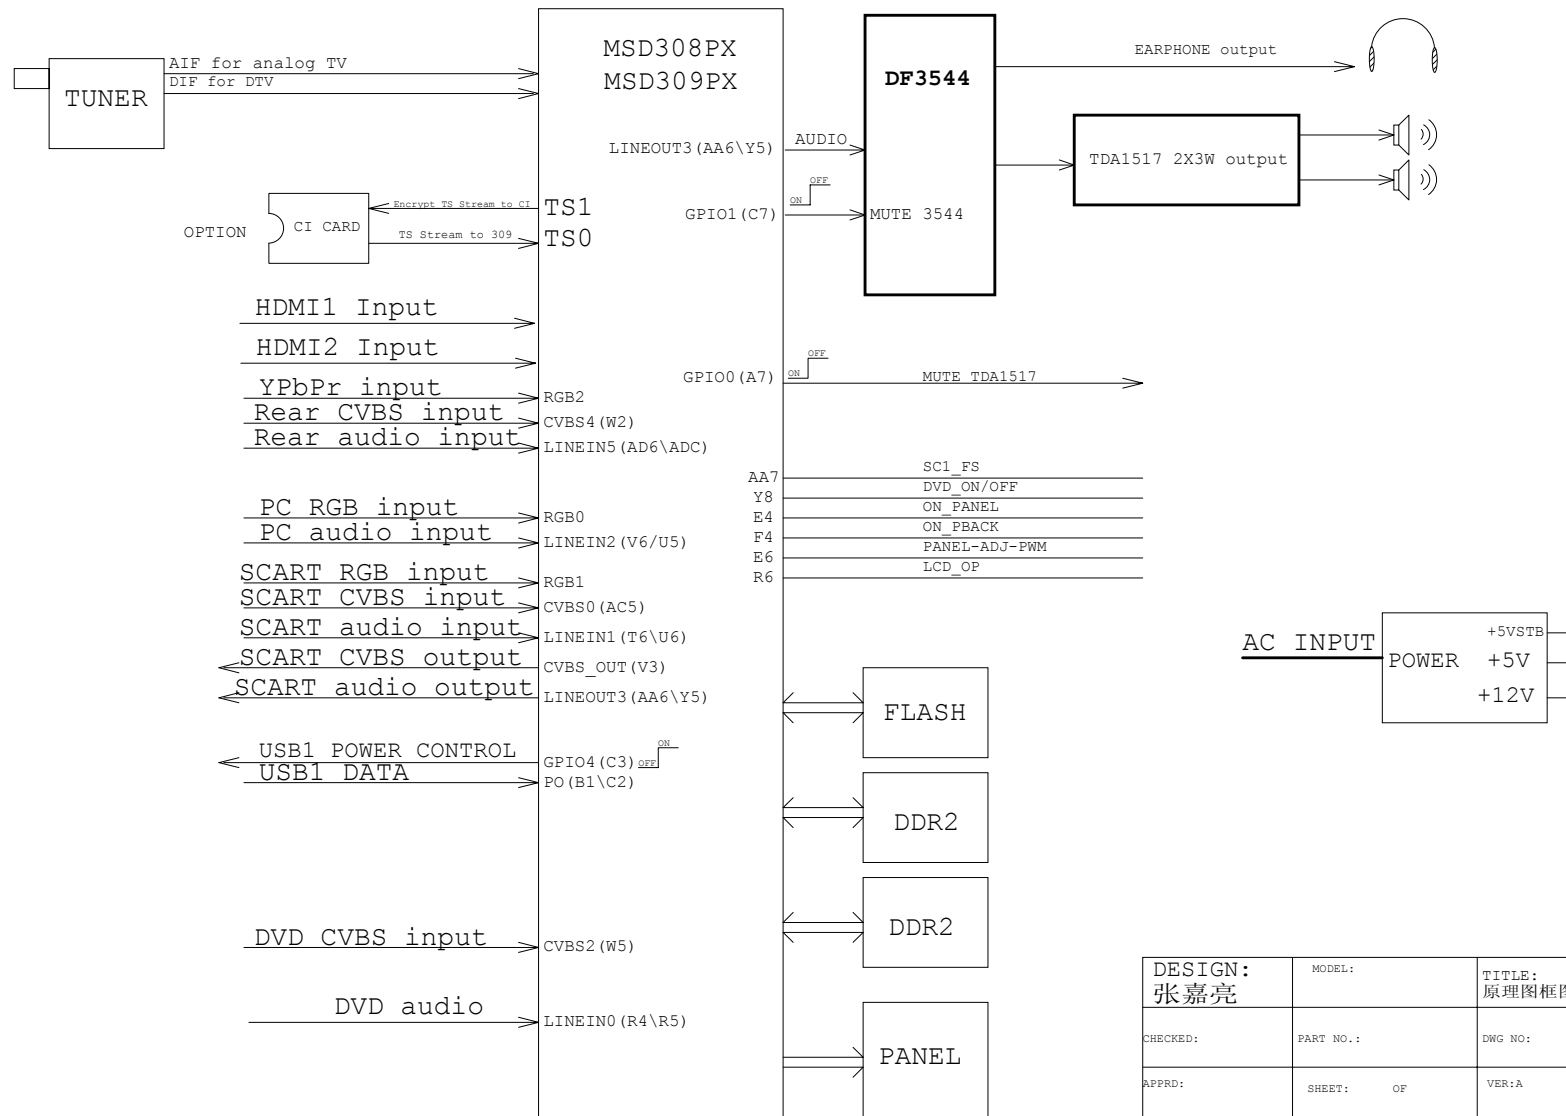 MSD308PX
MSD309PX
TUNER
AIF for analog TV
DIF for DTV
OPTION
CI CARD
Encrypt TS Stream to CI
TS1
TS Stream to 309
TS0
HDMI1 Input
HDMI2 Input
YPbPr input
RGB2
Rear CVBS input
CVBS4(W2)
Rear audio input
LINEIN5(AD6\ADC)
PC RGB input
RGB0
PC audio input
LINEIN2(V6/U5)
SCART RGB input
RGB1
SCART CVBS input
CVBS0(AC5)
SCART audio input
LINEIN1(T6\U6)
SCART CVBS output
CVBS_OUT(V3)
SCART audio output
LINEOUT3(AA6\Y5)
USB1 POWER CONTROL
GPIO4(C3)
OFF
ON
USB1 DATA
PO(B1\C2)
DVD CVBS input
CVBS2(W5)
DVD audio
LINEIN0(R4\R5)
LINEOUT3(AA6\Y5)
AUDIO
GPIO1(C7)
ON
OFF
MUTE 3544
DF3544
EARPHONE output
TDA1517 2X3W output
GPIO0(A7)
ON
OFF
MUTE TDA1517
AA7
SC1_FS
Y8
DVD_ON/OFF
E4
ON_PANEL
F4
ON_PBACK
E6
PANEL-ADJ-PWM
R6
LCD_OP
FLASH
DDR2
DDR2
PANEL
AC INPUT
POWER
+5VSTB
+5V
+12V
DESIGN:
张嘉亮
MODEL:
TITLE:
原理图框图
CHECKED:
PART NO.:
DWG NO:
APPRD:
SHEET: OF
VER:A